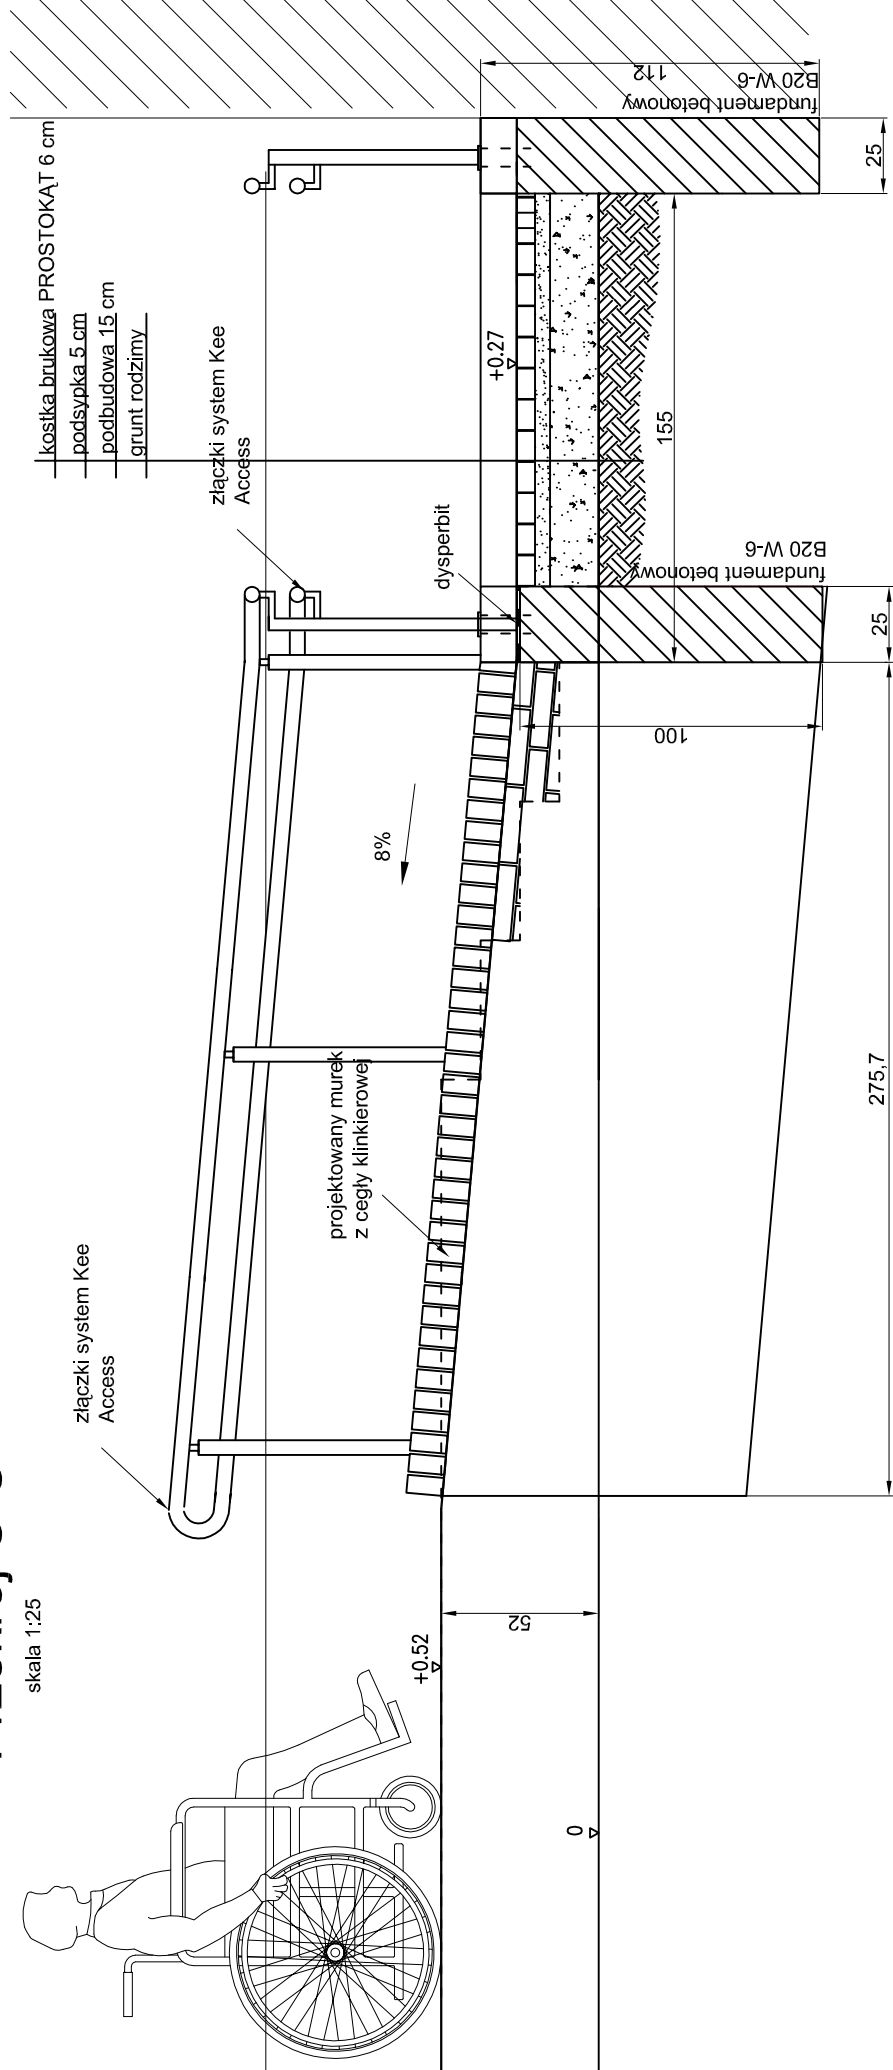 skala 1:25
złączki system Kee
Access
projektowany murek
z cegły klinkierowej
8%
złączki system Kee
Access
kostka brukowa PROSTOKĄT 6 cm
podsypka 5 cm
podbudowa 15 cm
grunt rodzimy
dysperbit
+0.52
+0.27
0
52
100
112
fundament betonowy
B20 W-6
fundament betonowy
B20 W-6
155
25
25
275,7